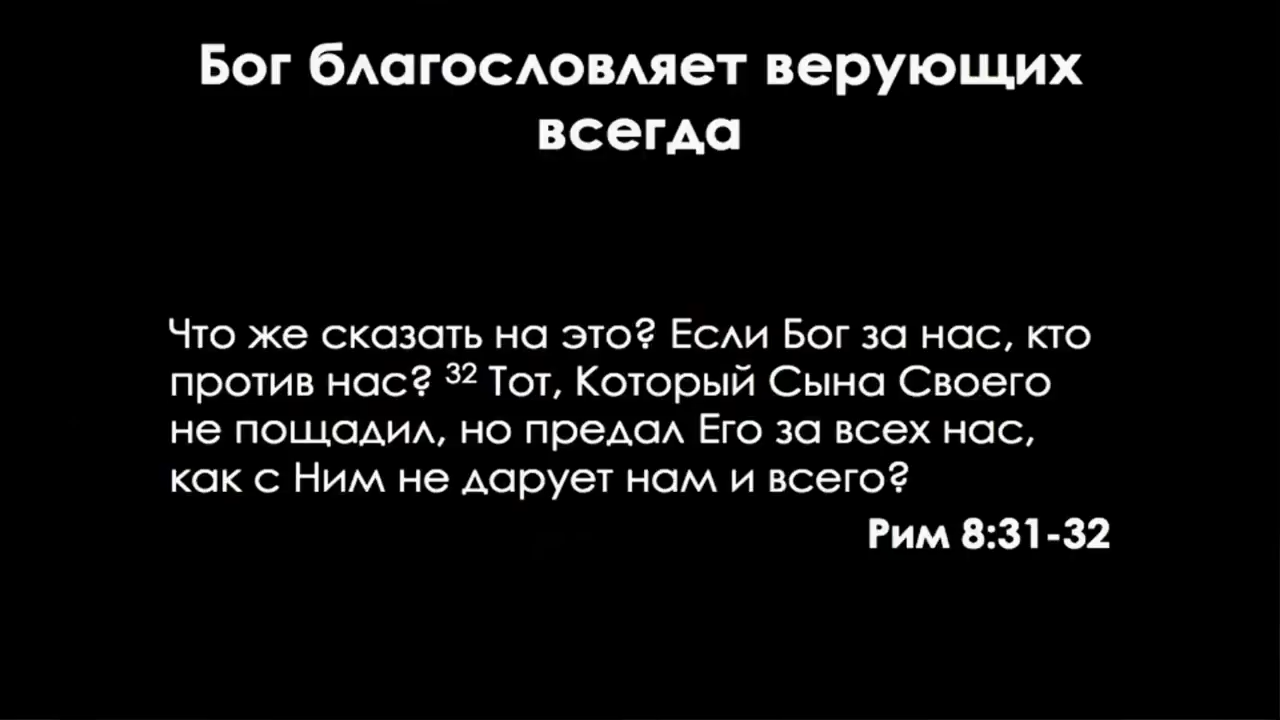 Бог благословляет верующих
всегда
Что же сказать на это? Если Бог за нас, кто
против нас? ³² Тот, Который Сына Своего
не пощадил, но предал Его за всех нас,
как с Ним не дарует нам и всего?
Рим 8:31-32